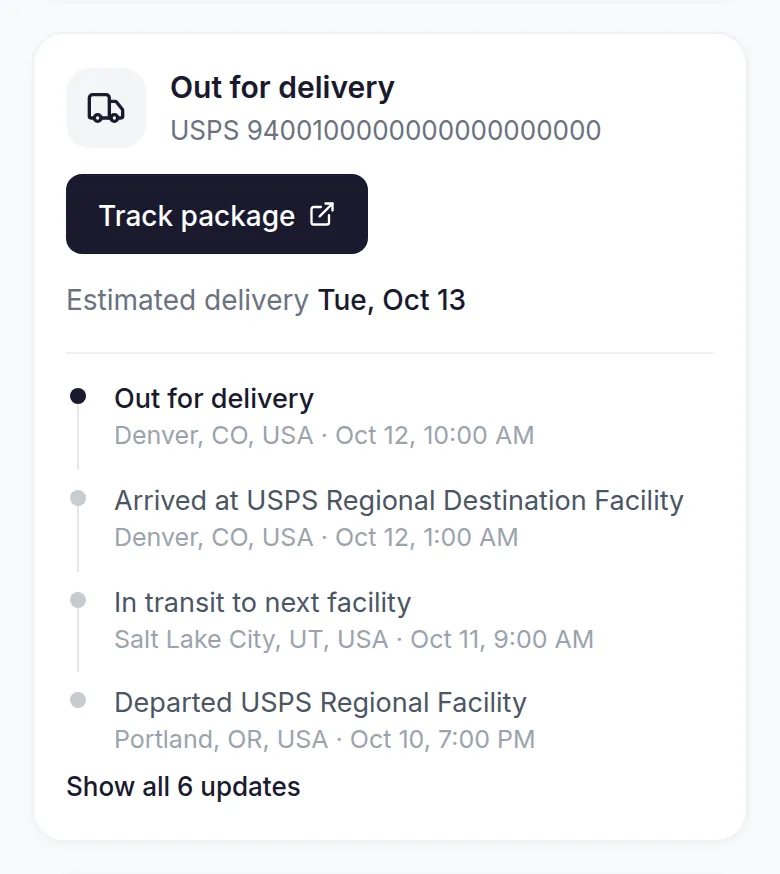 Out for delivery
USPS 9400100000000000000000
Track package
Estimated delivery Tue, Oct 13
Out for delivery
Denver, CO, USA · Oct 12, 10:00 AM
Arrived at USPS Regional Destination Facility
Denver, CO, USA · Oct 12, 1:00 AM
In transit to next facility
Salt Lake City, UT, USA · Oct 11, 9:00 AM
Departed USPS Regional Facility
Portland, OR, USA · Oct 10, 7:00 PM
Show all 6 updates